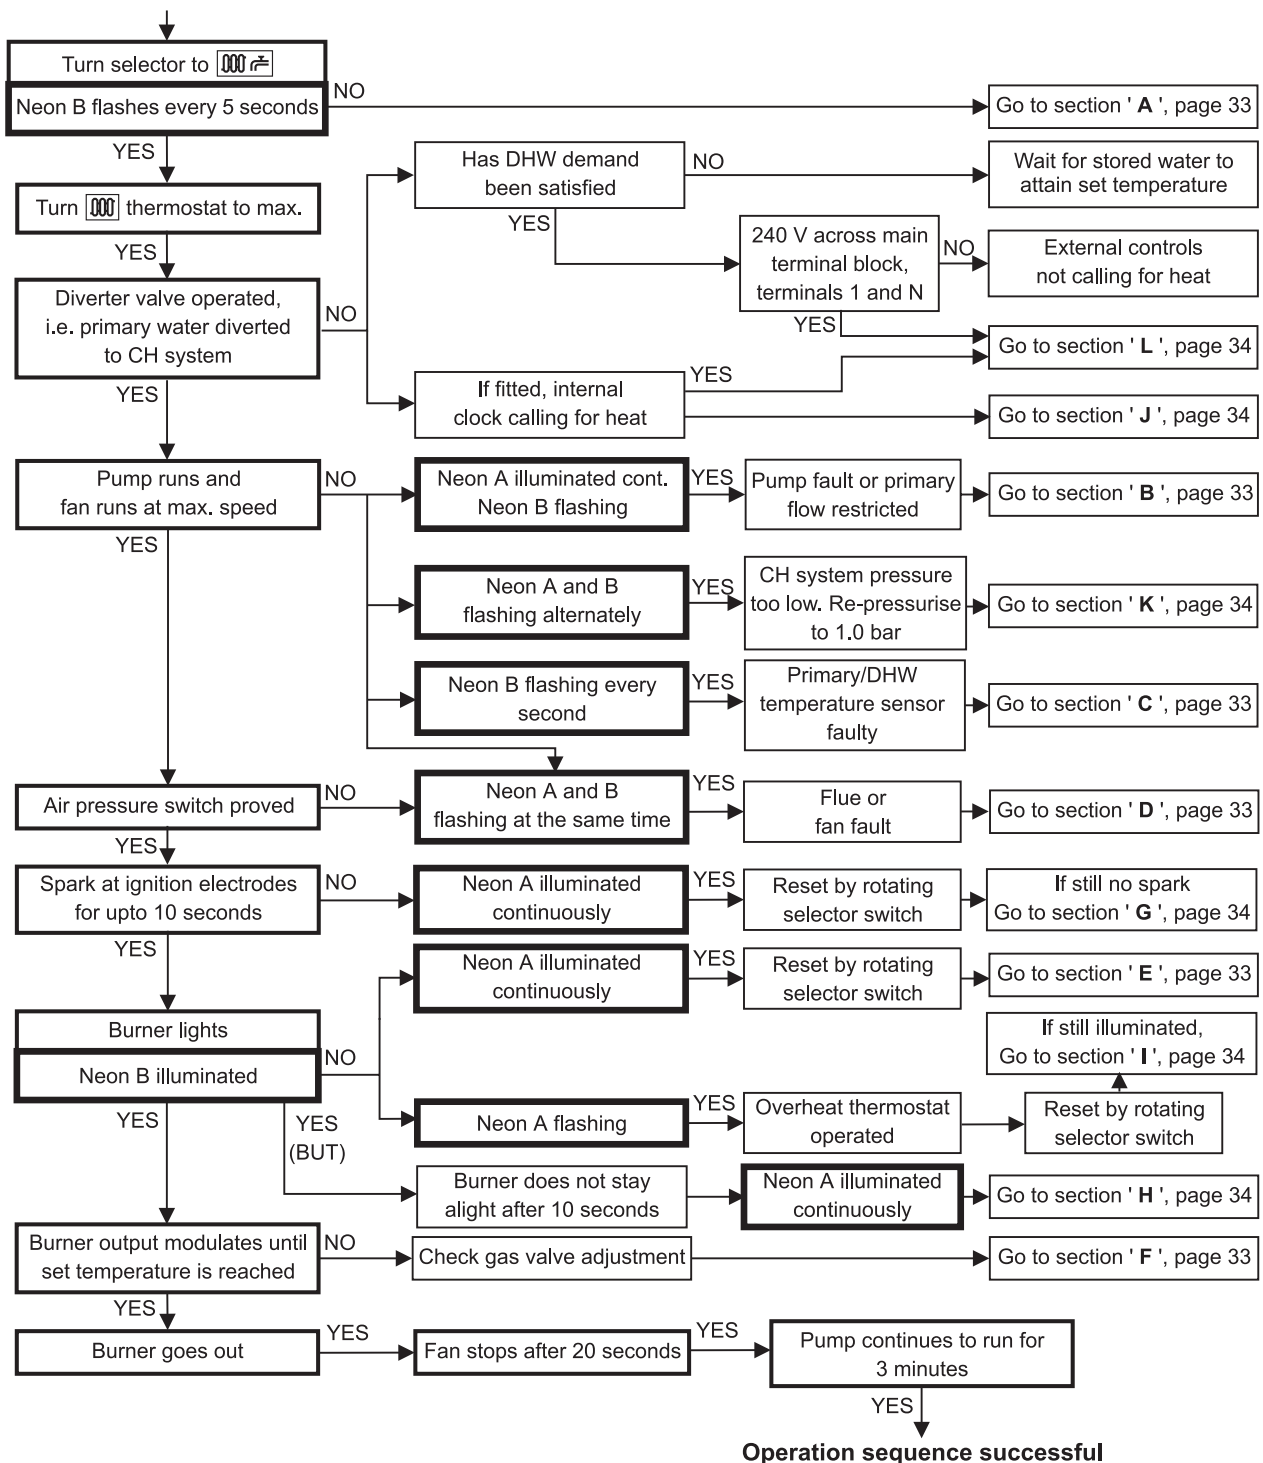 Turn selector to
Neon B flashes every 5 seconds
NO
Go to section ' A ', page 33
YES
Turn
thermostat to max.
YES
Diverter valve operated,
i.e. primary water diverted
to CH system
NO
Has DHW demand
been satisfied
NO
Wait for stored water to
attain set temperature
YES
240 V across main
terminal block,
terminals 1 and N
NO
External controls
not calling for heat
YES
Go to section ' L ', page 34
If fitted, internal
clock calling for heat
YES
Go to section ' J ', page 34
YES
Pump runs and
fan runs at max. speed
NO
Neon A illuminated cont.
Neon B flashing
YES
Pump fault or primary
flow restricted
Go to section ' B ', page 33
YES
Neon A and B
flashing alternately
YES
CH system pressure
too low. Re-pressurise
to 1.0 bar
Go to section ' K ', page 34
Neon B flashing every
second
YES
Primary/DHW
temperature sensor
faulty
Go to section ' C ', page 33
Air pressure switch proved
NO
Neon A and B
flashing at the same time
YES
Flue or
fan fault
Go to section ' D ', page 33
YES
Spark at ignition electrodes
for upto 10 seconds
NO
Neon A illuminated
continuously
YES
Reset by rotating
selector switch
If still no spark
Go to section ' G ', page 34
YES
Neon A illuminated
continuously
YES
Reset by rotating
selector switch
Go to section ' E ', page 33
Burner lights
Neon B illuminated
NO
If still illuminated,
Go to section ' I ', page 34
Neon A flashing
YES
Overheat thermostat
operated
Reset by rotating
selector switch
YES
YES
(BUT)
Burner does not stay
alight after 10 seconds
Neon A illuminated
continuously
Go to section ' H ', page 34
Burner output modulates until
set temperature is reached
NO
Check gas valve adjustment
Go to section ' F ', page 33
YES
Burner goes out
YES
Fan stops after 20 seconds
YES
Pump continues to run for
3 minutes
YES
Operation sequence successful